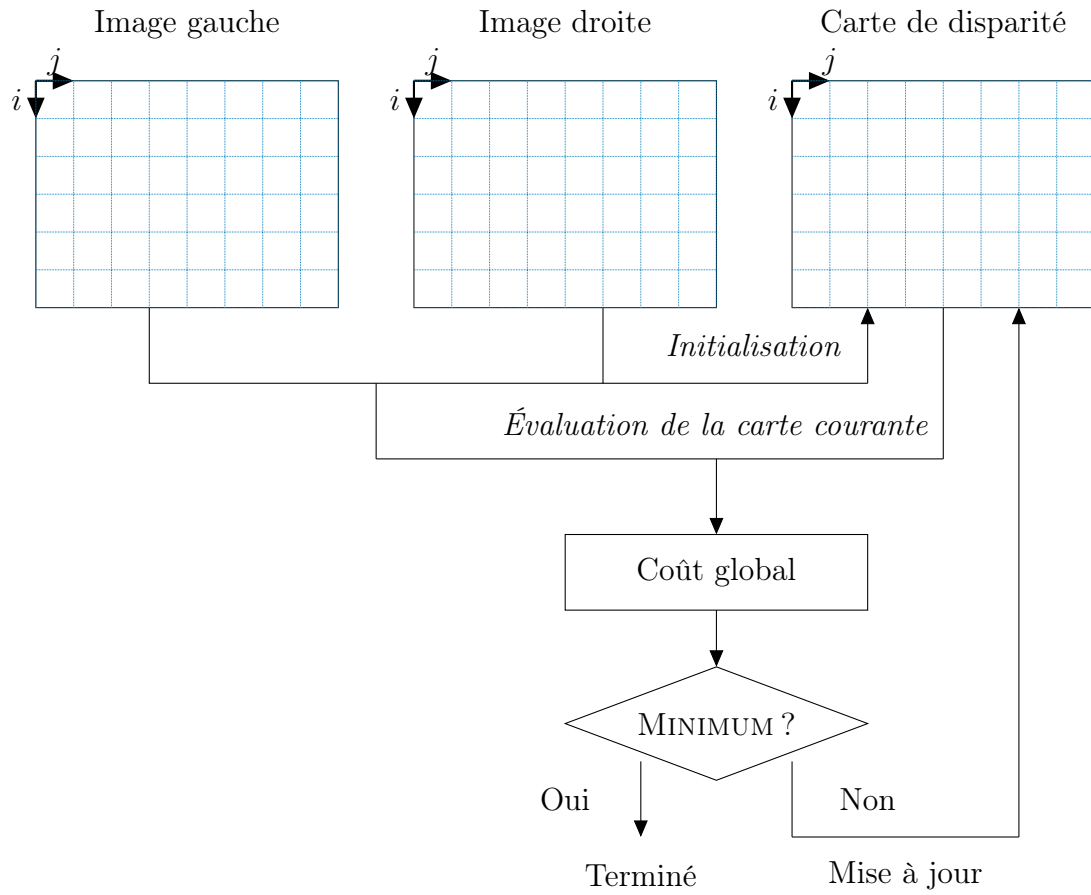 Image gauche
Image droite
Carte de disparité
j
j
j
i
i
i
Initialisation
Évaluation de la carte courante
Coût global
MINIMUM ?
Oui
Non
Terminé
Mise à jour